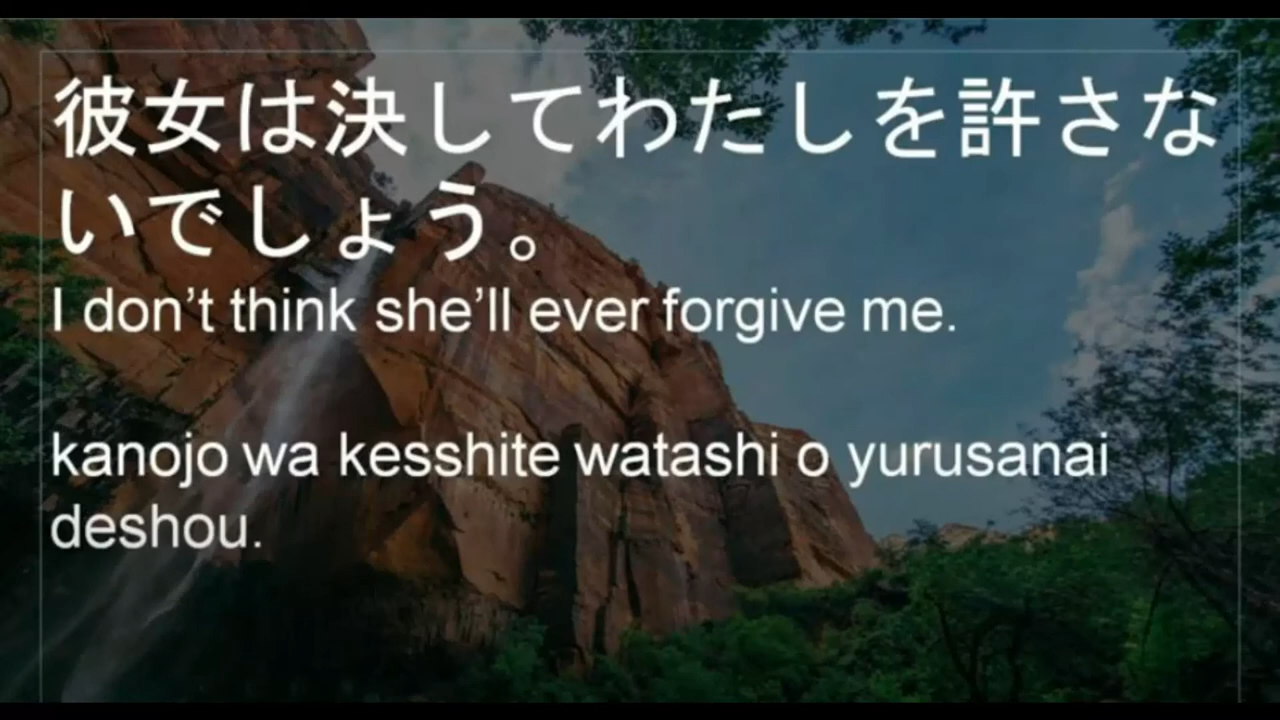 彼女は決してわたしを許さな
いでしょう。
I don’t think she’ll ever forgive me.
kanojo wa kesshite watashi o yurusanai
deshou.